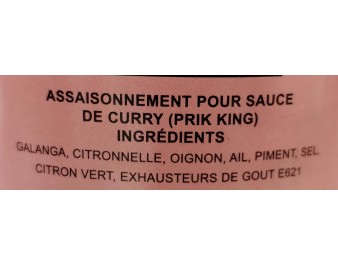 ASSAISONNEMENT POUR SAUCE
DE CURRY (PRIK KING)
INGRÉDIENTS
GALANGA, CITRONNELLE, OIGNON, AIL, PIMENT, SEL,
CITRON VERT, EXHAUSTEURS DE GOUT E621